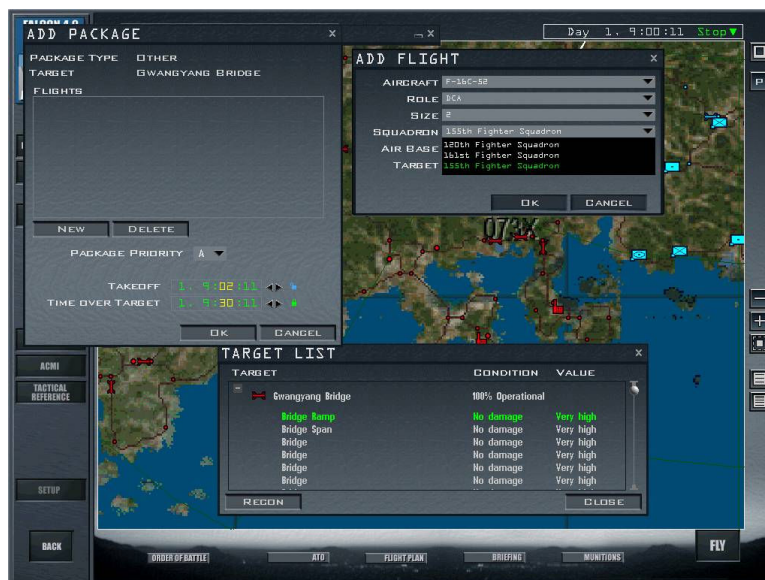 FALCON 4.0
Day 1. 9:00:11 Stop
ADD PACKAGE
PACKAGE TYPE OTHER
TARGET GWANGYANG BRIDGE
FLIGHTS
NEW DELETE
PACKAGE PRIORITY A
TAKEOFF 1. 9:02:11
TIME OVER TARGET 1. 9:30:11
OK CANCEL
ADD FLIGHT
AIRCRAFT F-16C-52
ROLE DCA
SIZE 2
SQUADRON 155th Fighter Squadron
AIR BASE 120th Fighter Squadron
161st Fighter Squadron
TARGET 155th Fighter Squadron
OK CANCEL
P
073X
TARGET LIST
TARGET CONDITION VALUE
Gwangyang Bridge 100% Operational
Bridge Ramp No damage Very high
Bridge Span No damage Very high
Bridge No damage Very high
Bridge No damage Very high
Bridge No damage Very high
Bridge No damage Very high
RECON CLOSE
ACMI
TACTICAL
REFERENCE
SETUP
BACK
ORDER OF BATTLE ATO FLIGHT PLAN BRIEFING MUNITIONS
FLY